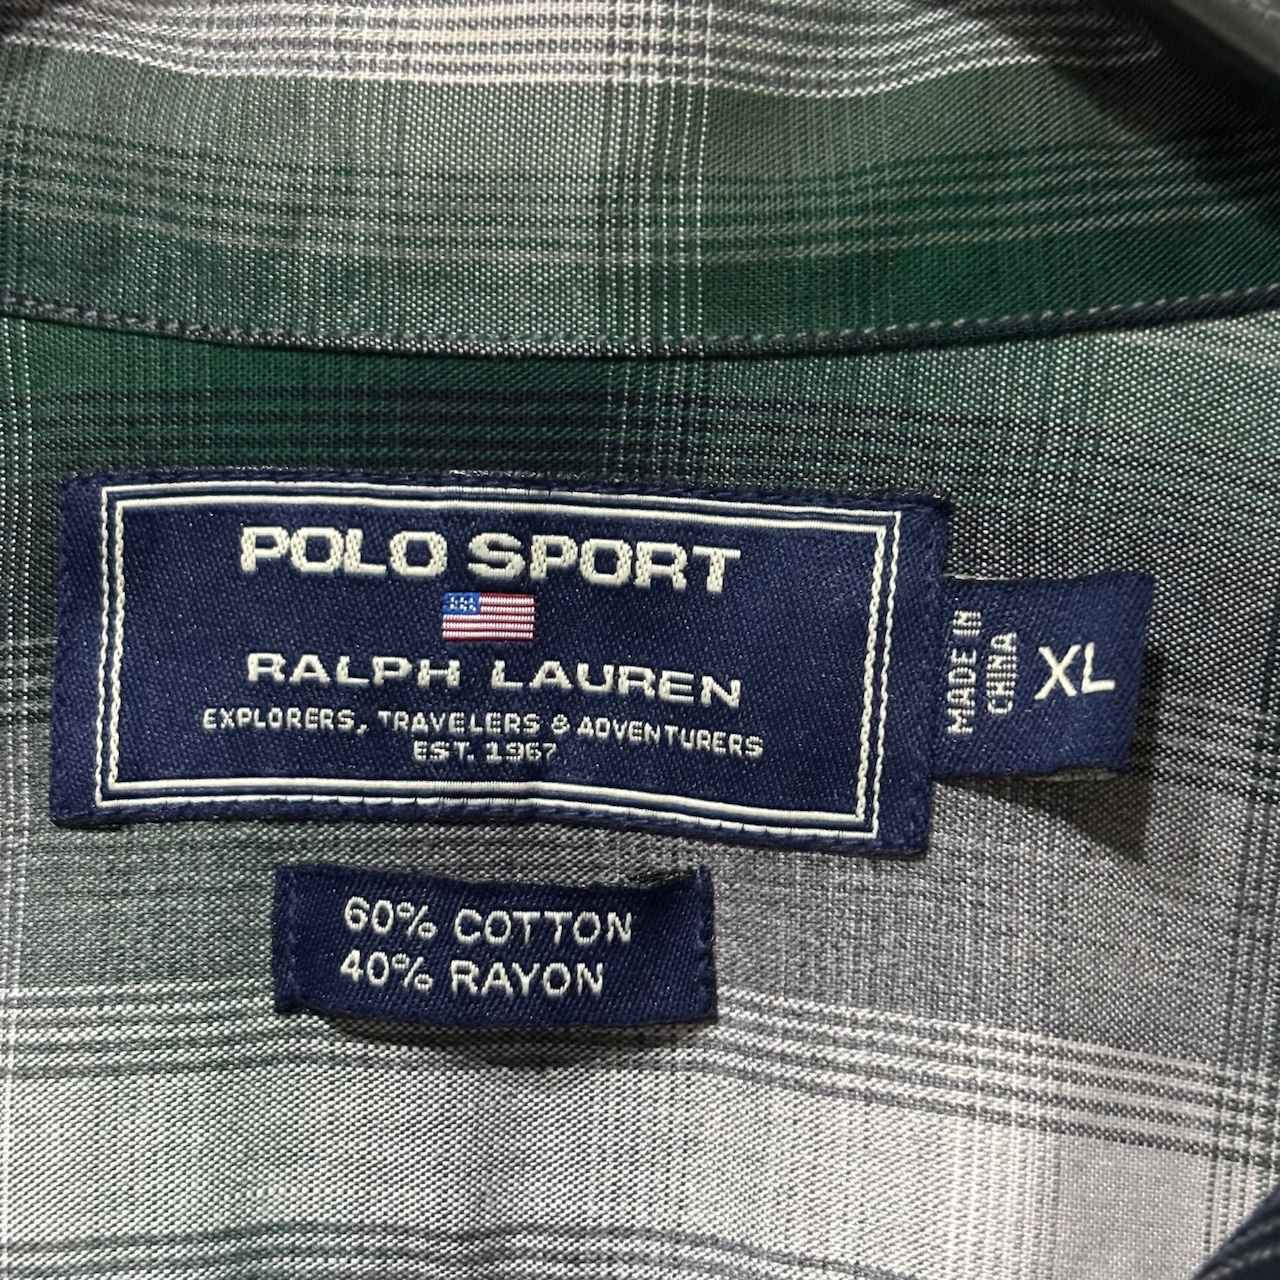 POLO SPORT
RALPH LAUREN
EXPLORERS, TRAVELERS & ADVENTURERS
EST. 1967
MADE IN
CHINA
XL
60% COTTON
40% RAYON